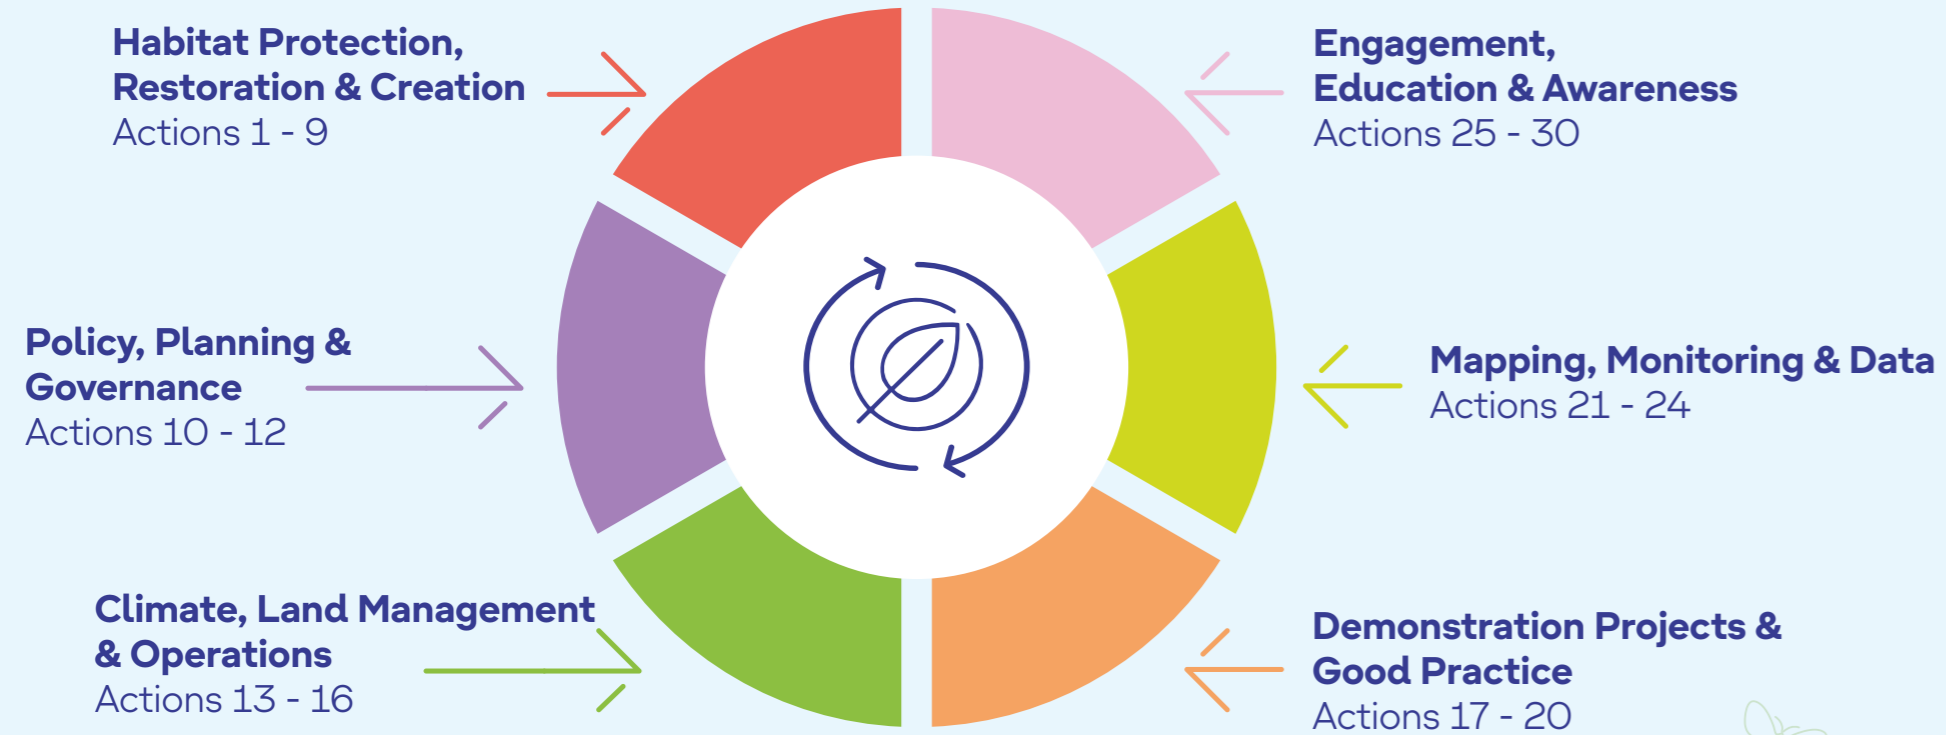 Habitat Protection,
Restoration & Creation
Actions 1 - 9
Policy, Planning &
Governance
Actions 10 - 12
Climate, Land Management
& Operations
Actions 13 - 16
Engagement,
Education & Awareness
Actions 25 - 30
Mapping, Monitoring & Data
Actions 21 - 24
Demonstration Projects &
Good Practice
Actions 17 - 20